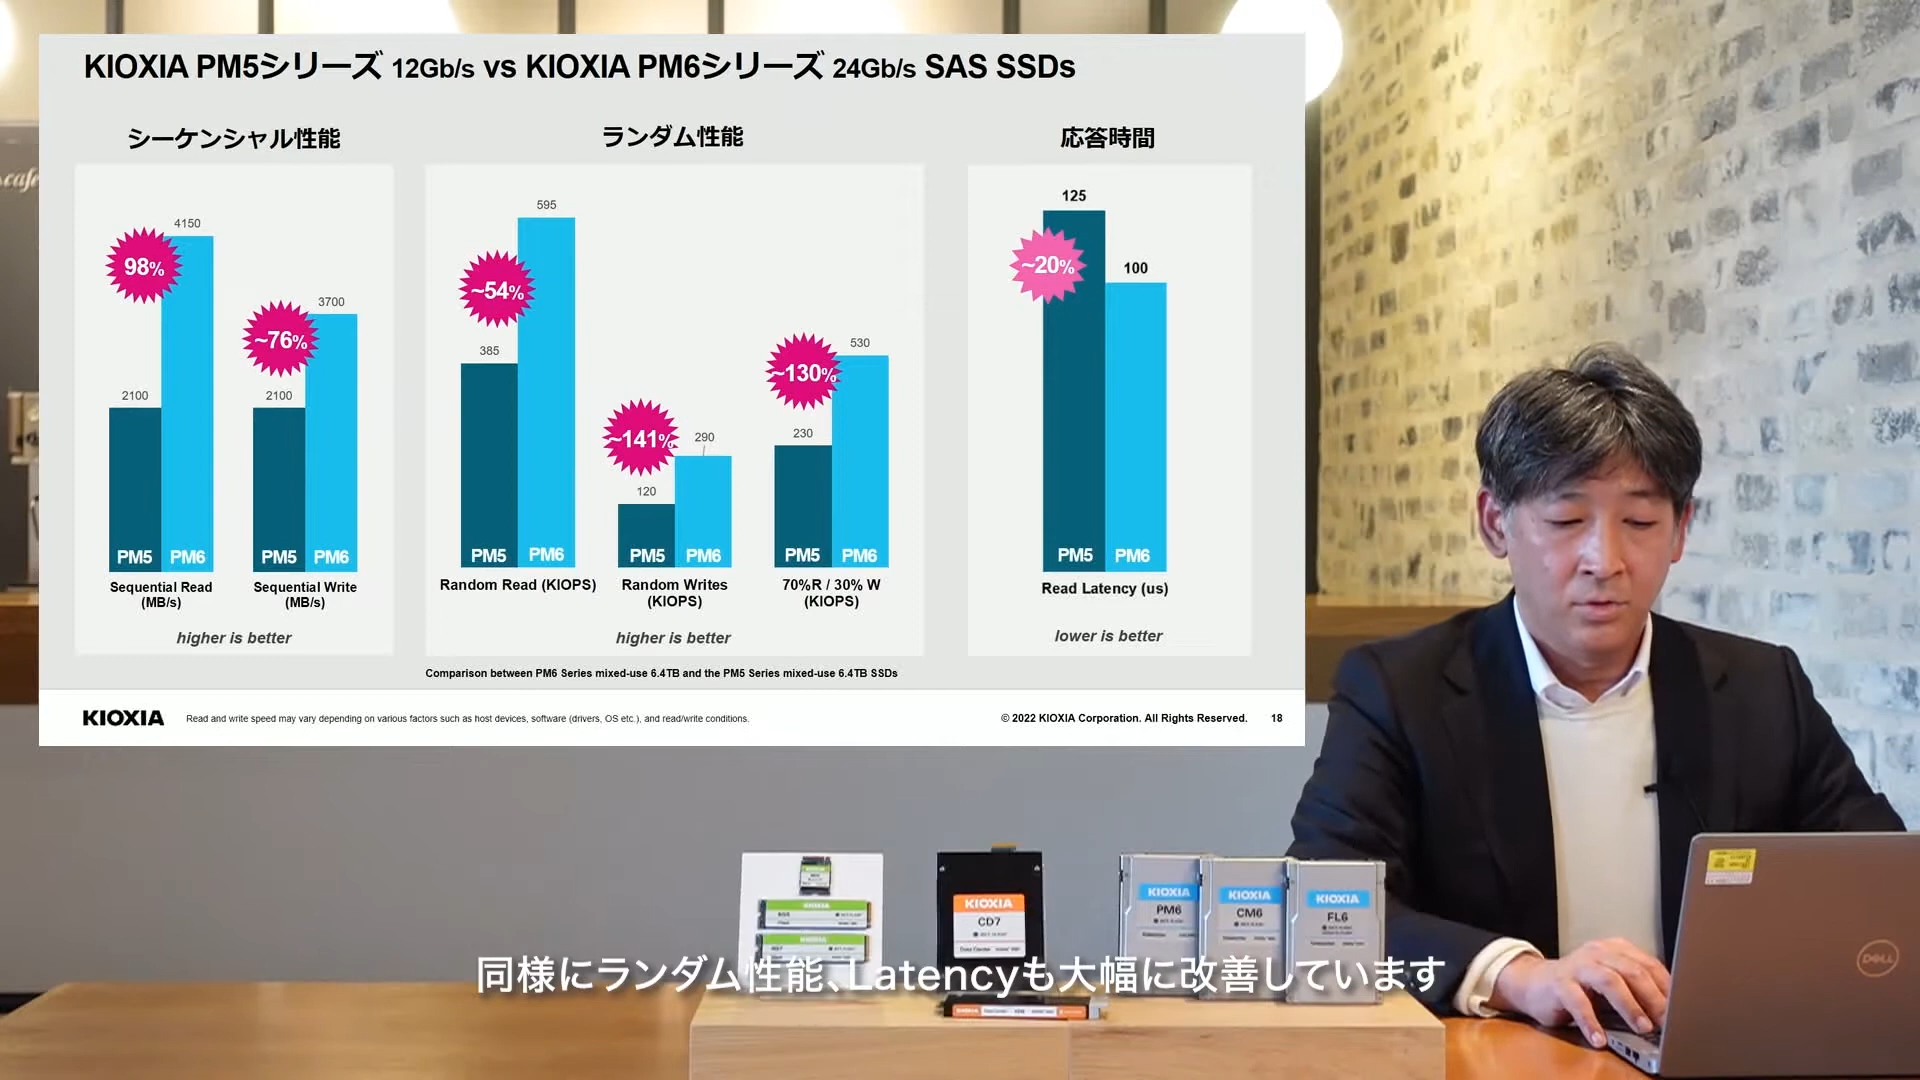 KIOXIA PM5シリーズ 12Gb/s vs KIOXIA PM6シリーズ 24Gb/s SAS SSDs
シーケンシャル性能
98%
4150
2100
~76%
3700
2100
PM5 PM6
PM5 PM6
Sequential Read
(MB/s)
Sequential Write
(MB/s)
higher is better
ランダム性能
595
~54%
385
~141%
290
120
~130%
530
230
PM5 PM6
PM5 PM6
PM5 PM6
Random Read (KIOPS)
Random Writes
(KIOPS)
70%R / 30% W
(KIOPS)
higher is better
応答時間
125
~20%
100
PM5 PM6
Read Latency (us)
lower is better
Comparison between PM6 Series mixed-use 6.4TB and the PM5 Series mixed-use 6.4TB SSDs
KIOXIA
Read and write speed may vary depending on various factors such as host devices, software (drivers, OS etc.), and read/write conditions.
© 2022 KIOXIA Corporation. All Rights Reserved.
18
KIOXIA
KIOXIA
KIOXIA
CD7
KIOXIA
PM6
KIOXIA
CM6
KIOXIA
FL6
DELL
同様にランダム性能、Latencyも大幅に改善しています